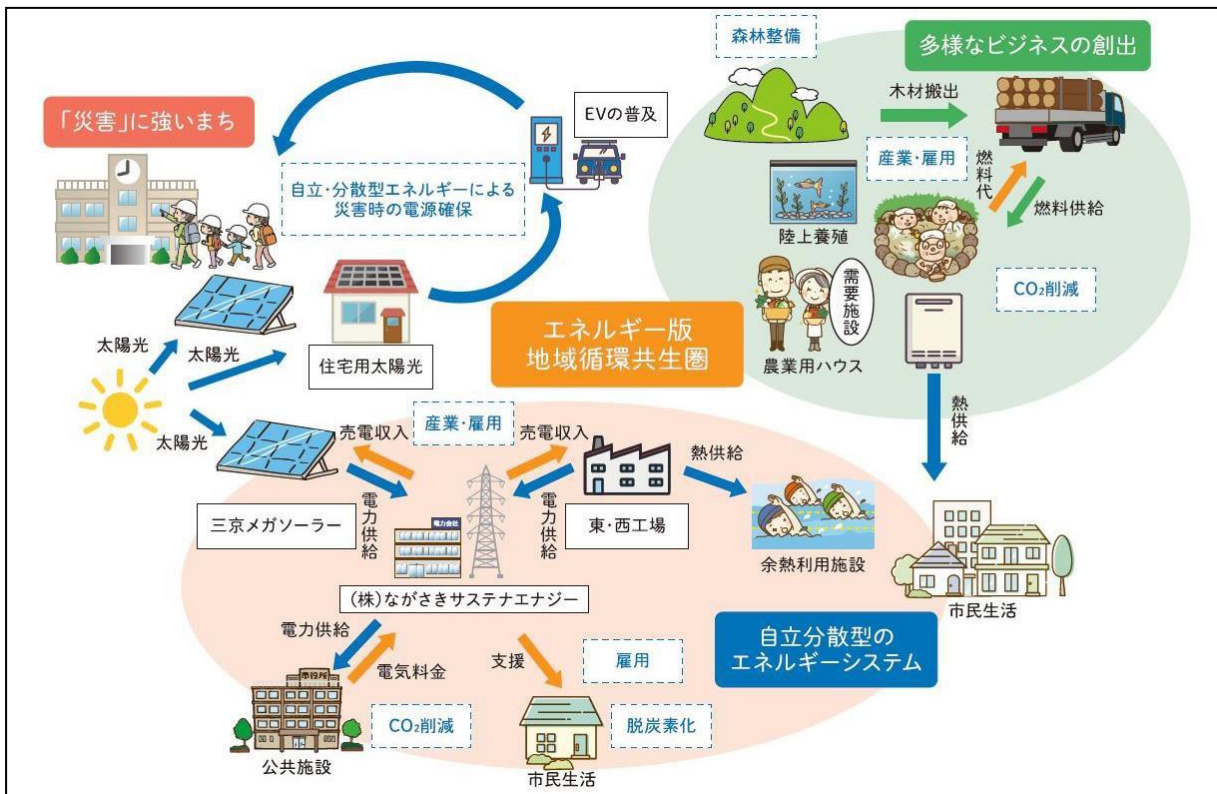 森林整備
多様なビジネスの創出
木材搬出
EVの普及
「災害」に強いまち
自立・分散型エネルギーによる
災害時の電源確保
産業・雇用
燃料代
燃料供給
陸上養殖
CO₂削減
需要施設
農業用ハウス
エネルギー版
地域循環共生圏
太陽光
太陽光
住宅用太陽光
太陽光
熱供給
売電収入
産業・雇用
売電収入
熱供給
電力供給
電力会社
電力供給
三京メガソーラー
東・西工場
余熱利用施設
(株)ながさきサステナエナジー
市民生活
電力供給
電気料金
支援
雇用
自立分散型の
エネルギーシステム
市役所
CO₂削減
脱炭素化
公共施設
市民生活